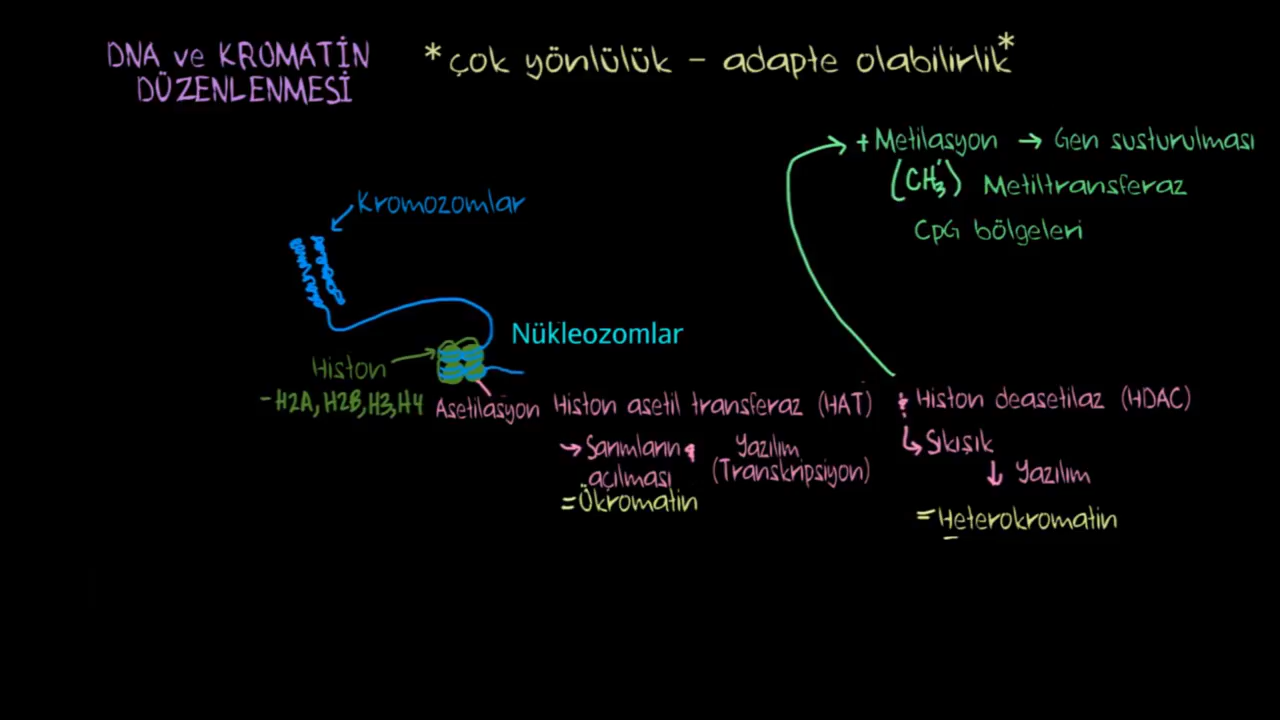 DNA ve KROMATİN
DÜZENLENMESİ
*çok yönlülük - adapte olabilirlik*
+ Metilasyon → Gen susturulması
(CH₃) Metiltransferaz
CpG bölgeleri
Kromozomlar
Nükleozomlar
Histon
-H2A, H2B, H3, H4
Asetilasyon Histon asetil transferaz (HAT)
Histon deasetilaz (HDAC)
→ Sarımların açılması
Yazılım (Transkripsiyon)
= Ökromatin
↳ Sıkışık
↓ Yazılım
= Heterokromatin